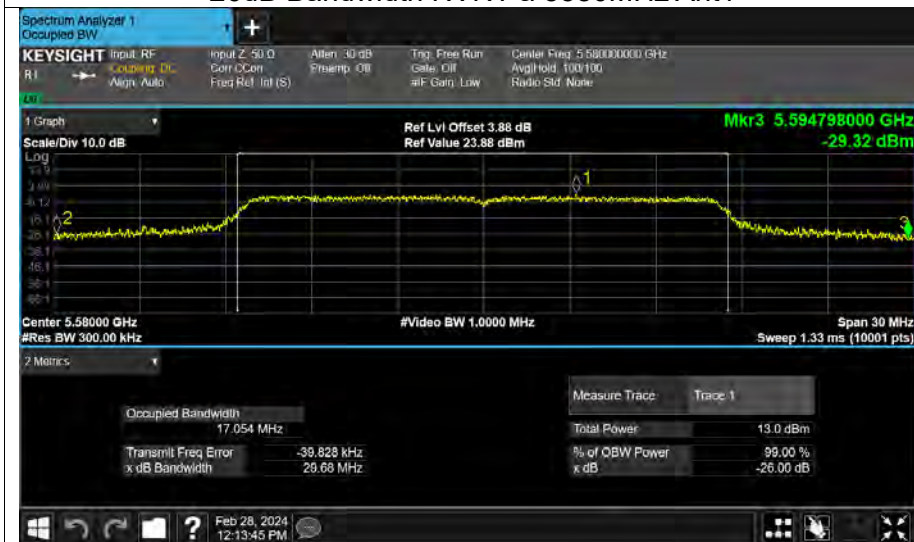 Spectrum Analyzer 1
Occupied BW
+
KEYSIGHT Input: RF Input Z: 50 Ω Atten: 30 dB Trig: Free Run Center Freq: 5.580000000 GHz
R1 Coupling: DC Corr CCorr Preamp: Off Gate: Off Avg|Hold: 100/100
Align: Auto Freq Ref: Int (S) #IF Gain: Low Radio Std: None
1 Graph
Scale/Div 10.0 dB
Ref Lvl Offset 3.88 dB
Ref Value 23.88 dBm
Mkr3 5.594798000 GHz
-29.32 dBm
Log
1
2
3
Center 5.58000 GHz #Video BW 1.0000 MHz Span 30 MHz
#Res BW 300.00 kHz Sweep 1.33 ms (10001 pts)
2 Metrics
Measure Trace Trace 1
Occupied Bandwidth
17.054 MHz
Total Power 13.0 dBm
Transmit Freq Error -39.828 kHz % of OBW Power 99.00 %
x dB Bandwidth 29.68 MHz x dB -26.00 dB
? Feb 28, 2024
12:13:45 PM